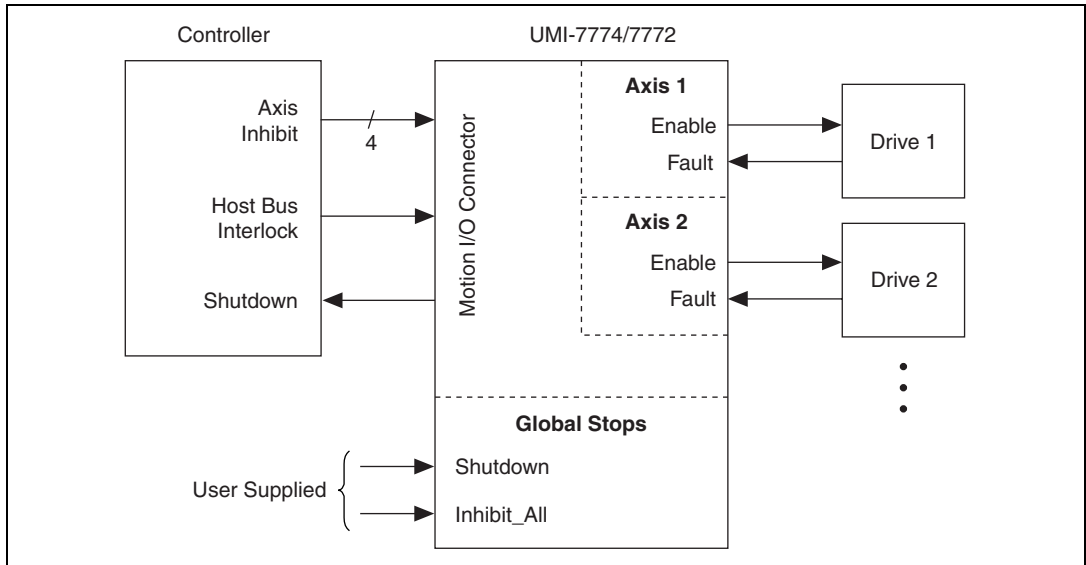 Controller
UMI-7774/7772
Axis
Inhibit
4
Host Bus
Interlock
Shutdown
Motion I/O Connector
Axis 1
Enable
Fault
Drive 1
Axis 2
Enable
Fault
Drive 2
Global Stops
User Supplied
Shutdown
Inhibit_All